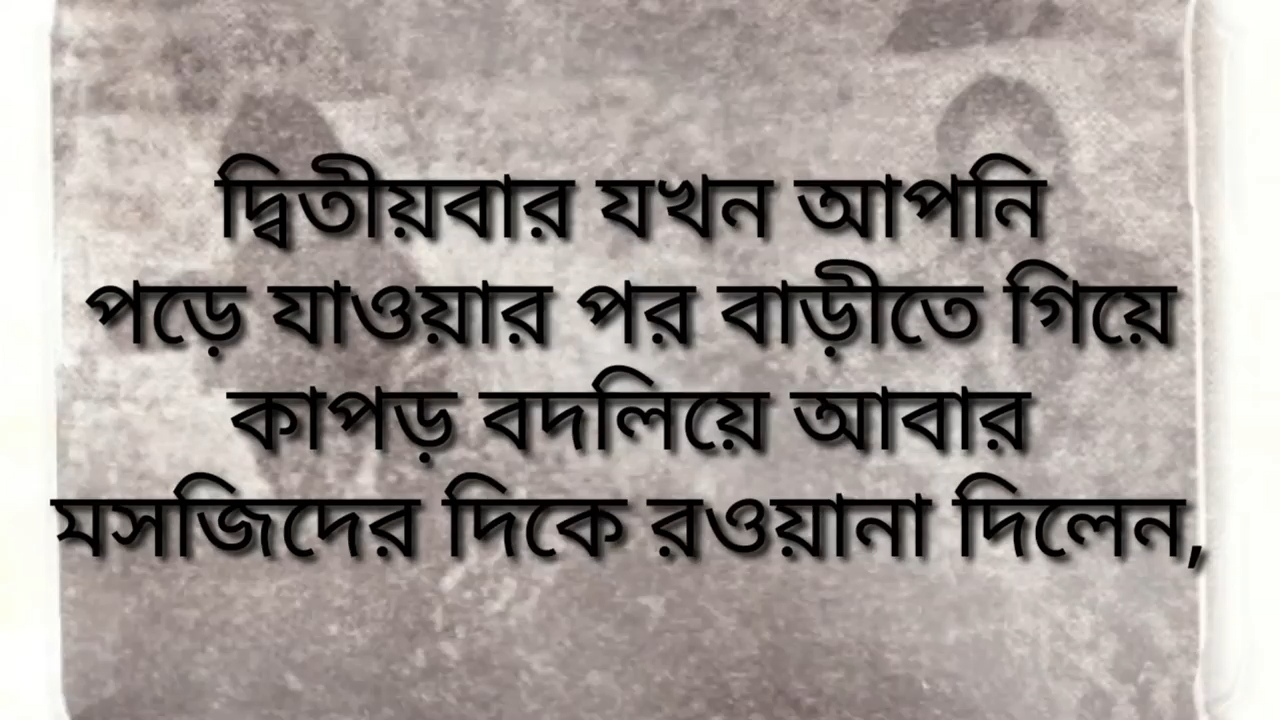 দ্বিতীয়বার যখন আপনি
পড়ে যাওয়ার পর বাড়ীতে গিয়ে
কাপড় বদলিয়ে আবার
মসজিদের দিকে রওয়ানা দিলেন,